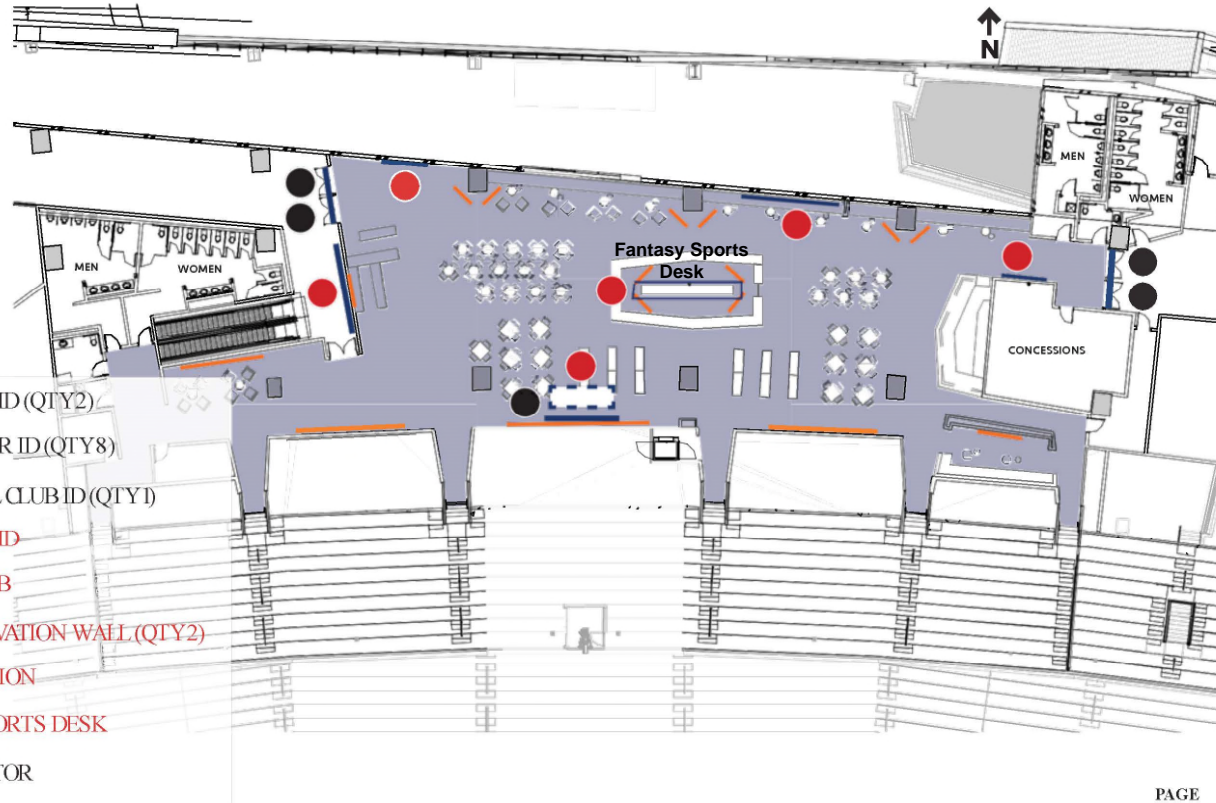 N
MEN
WOMEN
Fantasy Sports
Desk
MEN
WOMEN
CONCESSIONS
ID (QTY2)
R ID (QTY8)
L CLUB ID (QTY1)
ID
B
VATION WALL (QTY2)
ION
ORTS DESK
TOR
PAGE